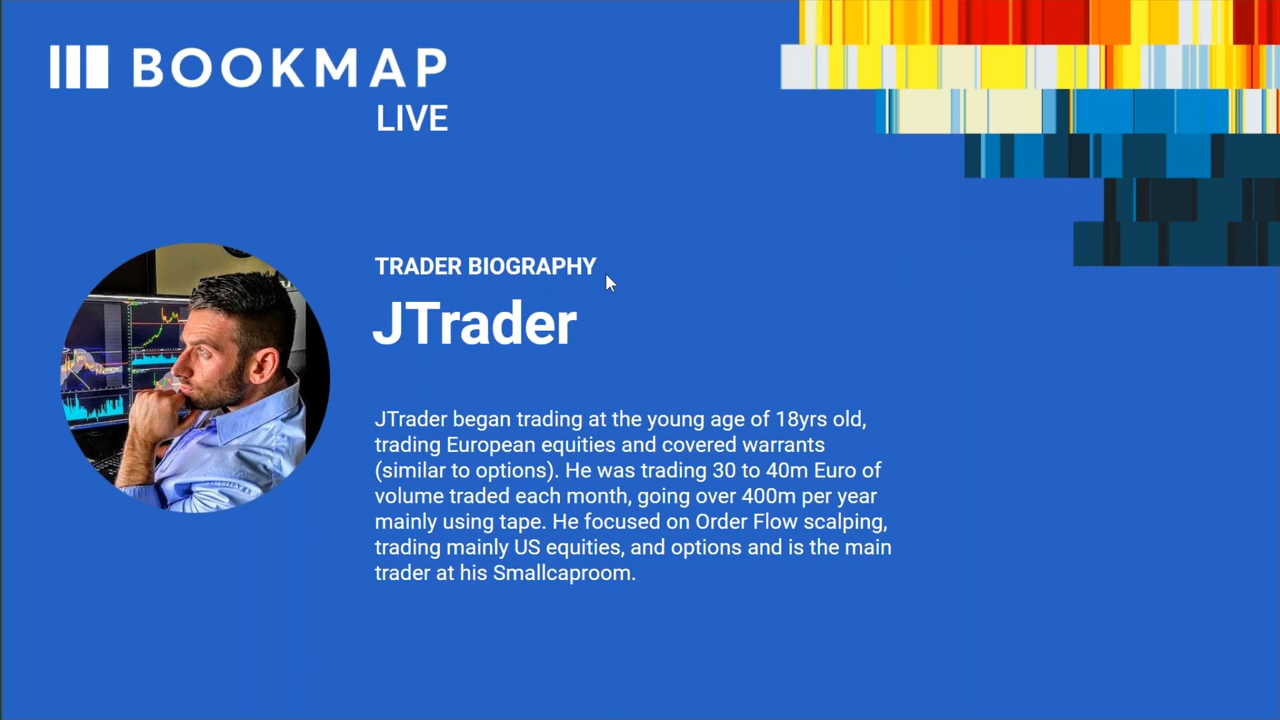 BOOKMAP
LIVE
TRADER BIOGRAPHY
JTrader
JTrader began trading at the young age of 18yrs old,
trading European equities and covered warrants
(similar to options). He was trading 30 to 40m Euro of
volume traded each month, going over 400m per year
mainly using tape. He focused on Order Flow scalping,
trading mainly US equities, and options and is the main
trader at his Smallcaproom.